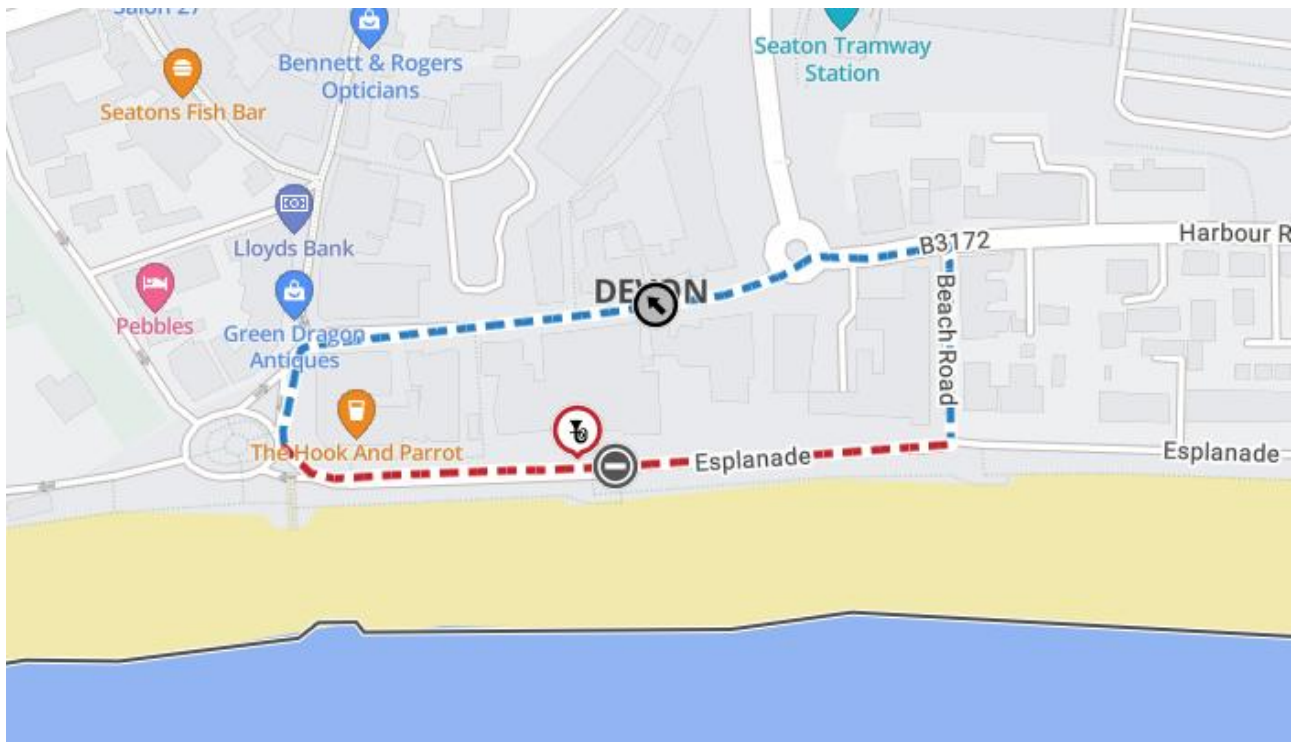 Salon 27
Bennett & Rogers
Opticians
Seaton Tramway
Station
Seatons Fish Bar
Lloyds Bank
B3172
Harbour R
DEVON
Pebbles
Green Dragon
Antiques
Beach Road
The Hook And Parrot
Esplanade
Esplanade